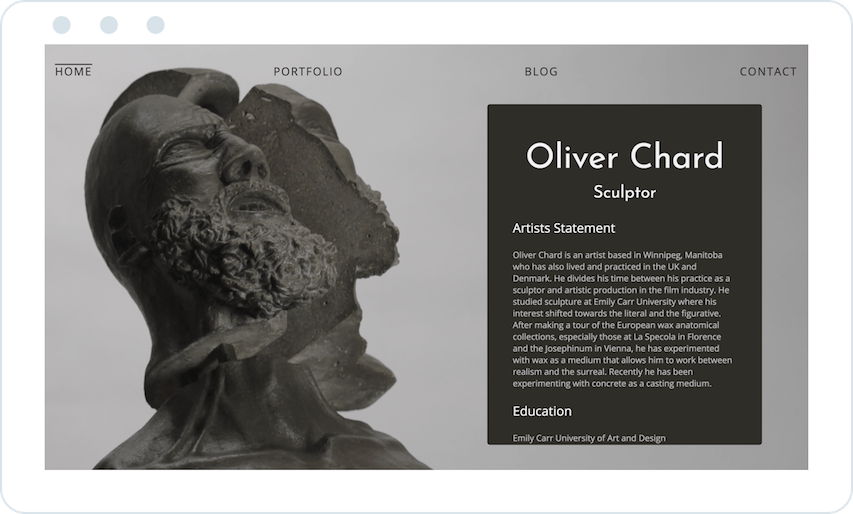 HOME
PORTFOLIO
BLOG
CONTACT
Oliver Chard
Sculptor
Artists Statement
Oliver Chard is an artist based in Winnipeg, Manitoba
who has also lived and practiced in the UK and
Denmark. He divides his time between his practice as a
sculptor and artistic production in the film industry. He
studied sculpture at Emily Carr University where his
interest shifted towards the literal and the figurative.
After making a tour of the European wax anatomical
collections, especially those at La Specola in Florence
and the Josephinum in Vienna, he has experimented
with wax as a medium that allows him to work between
realism and the surreal. Recently he has been
experimenting with concrete as a casting medium.
Education
Emily Carr University of Art and Design